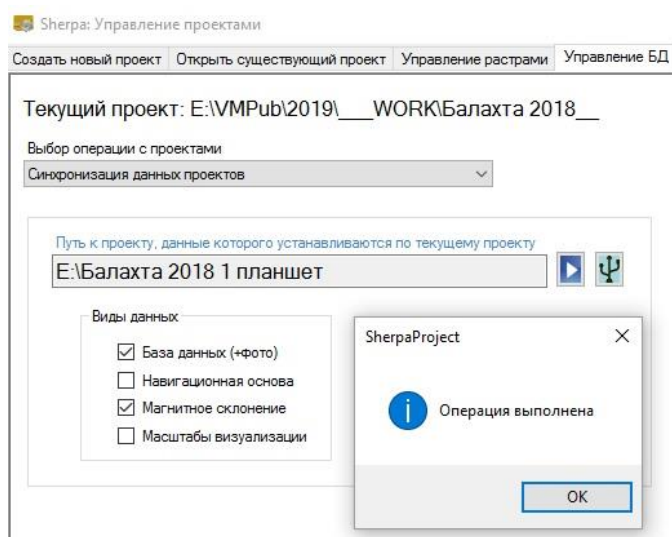 Sherpa: Управление проектами
Создать новый проект Открыть существующий проект Управление растрами Управление БД
Текущий проект: E:\VMPub\2019\___WORK\Балахта 2018__
Выбор операции с проектами
Синхронизация данных проектов
Путь к проекту, данные которого устанавливаются по текущему проекту
E:\Балахта 2018 1 планшет
Виды данных
База данных (+фото)
Навигационная основа
Магнитное склонение
Масштабы визуализации
SherpaProject
Операция выполнена
OK